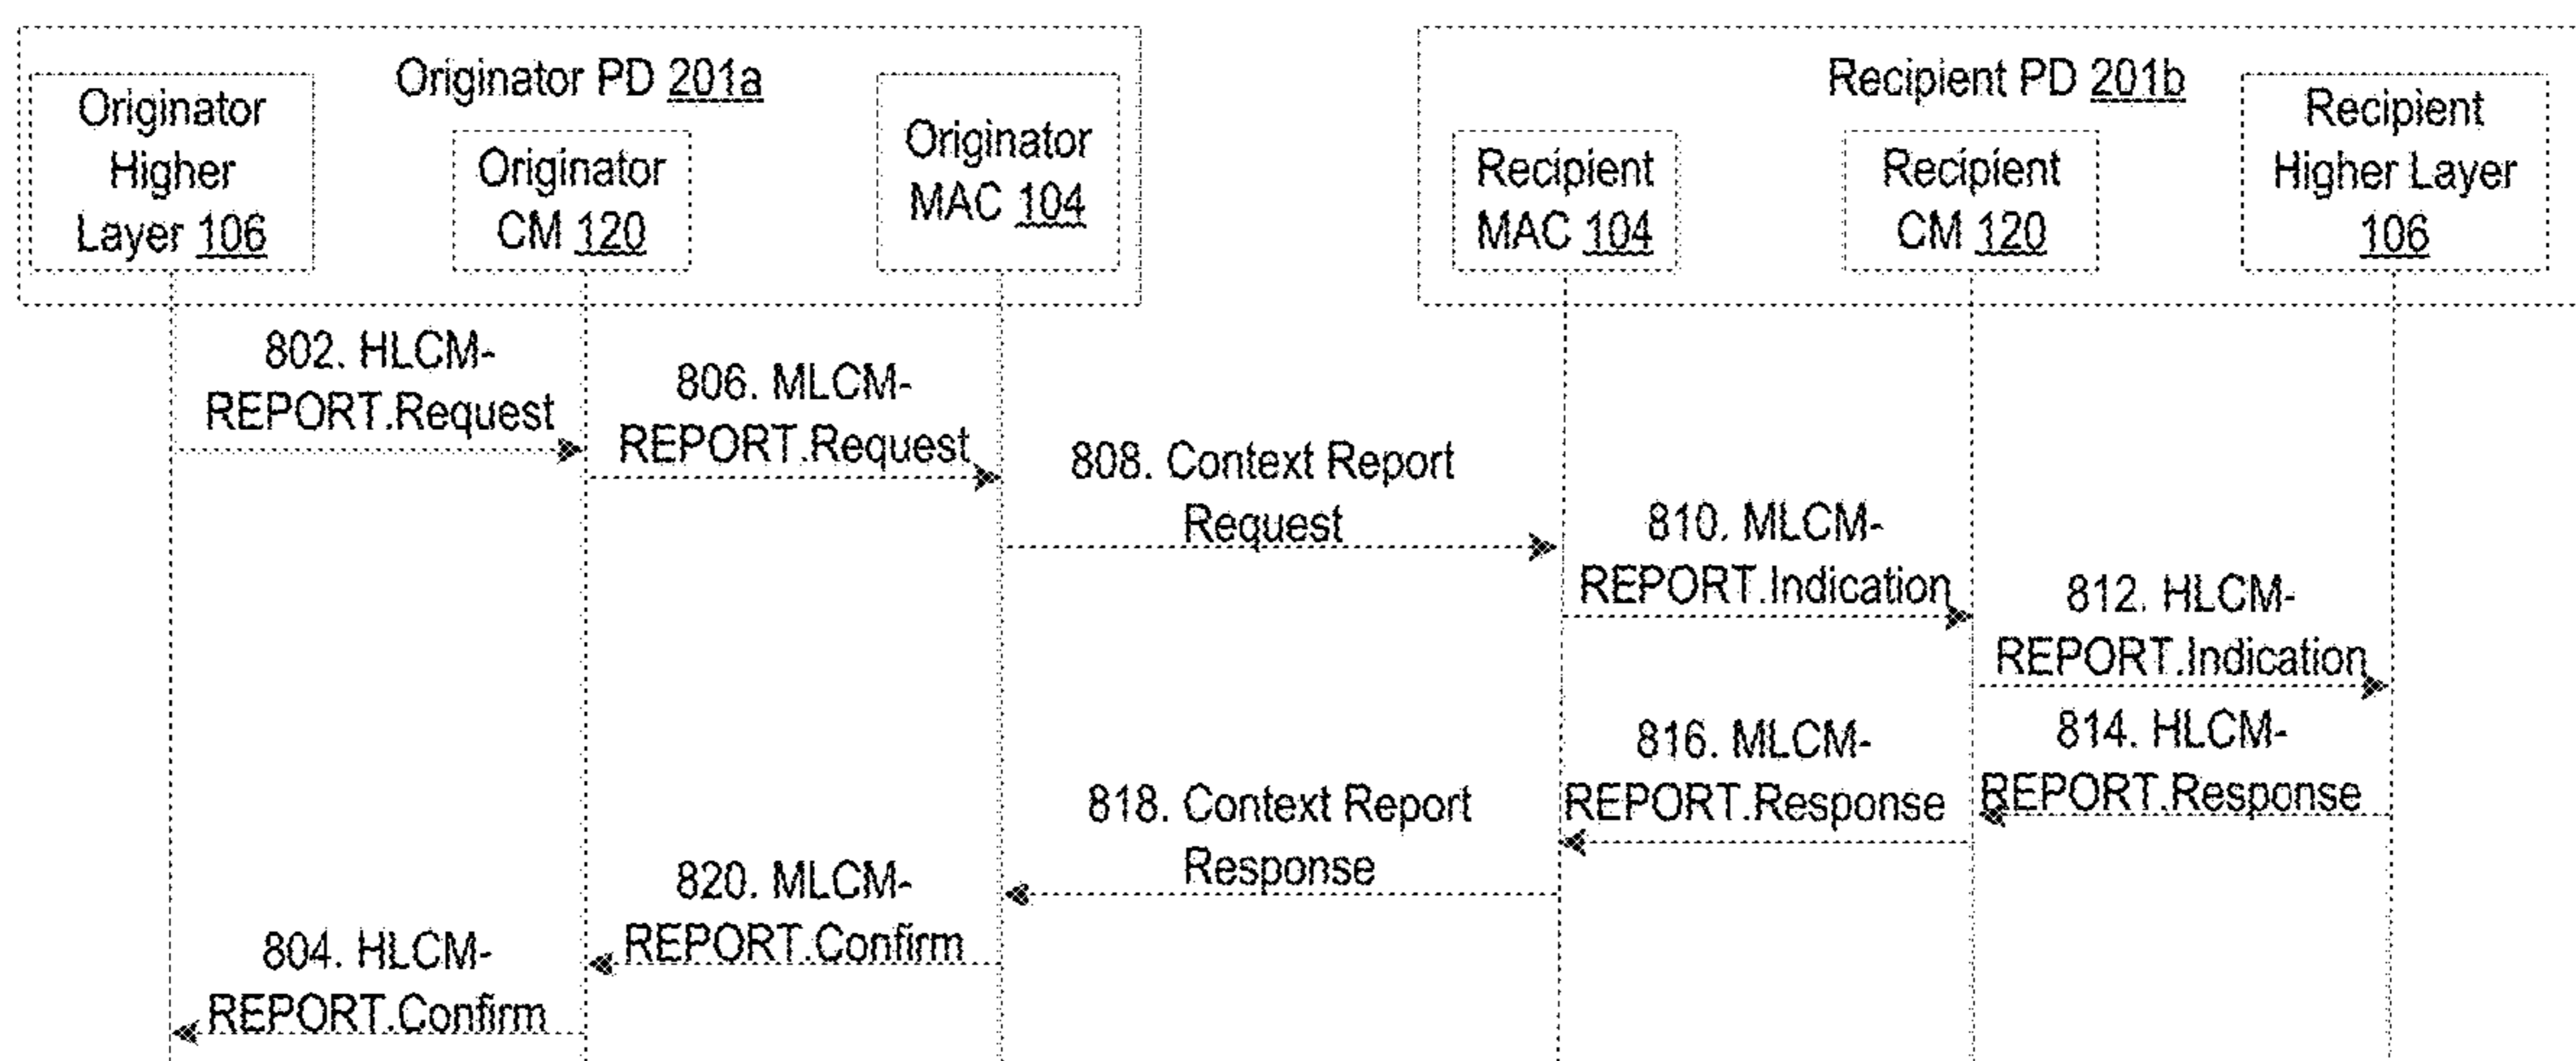 Originator PD 201a
Originator
Higher
Layer 106
Originator
CM 120
Originator
MAC 104
Recipient PD 201b
Recipient
MAC 104
Recipient
CM 120
Recipient
Higher Layer
106
802. HLCM-
REPORT.Request
806. MLCM-
REPORT.Request
808. Context Report
Request
810. MLCM-
REPORT.Indication
812. HLCM-
REPORT.Indication
814. HLCM-
REPORT.Response
816. MLCM-
REPORT.Response
818. Context Report
Response
820. MLCM-
REPORT.Confirm
804. HLCM-
REPORT.Confirm